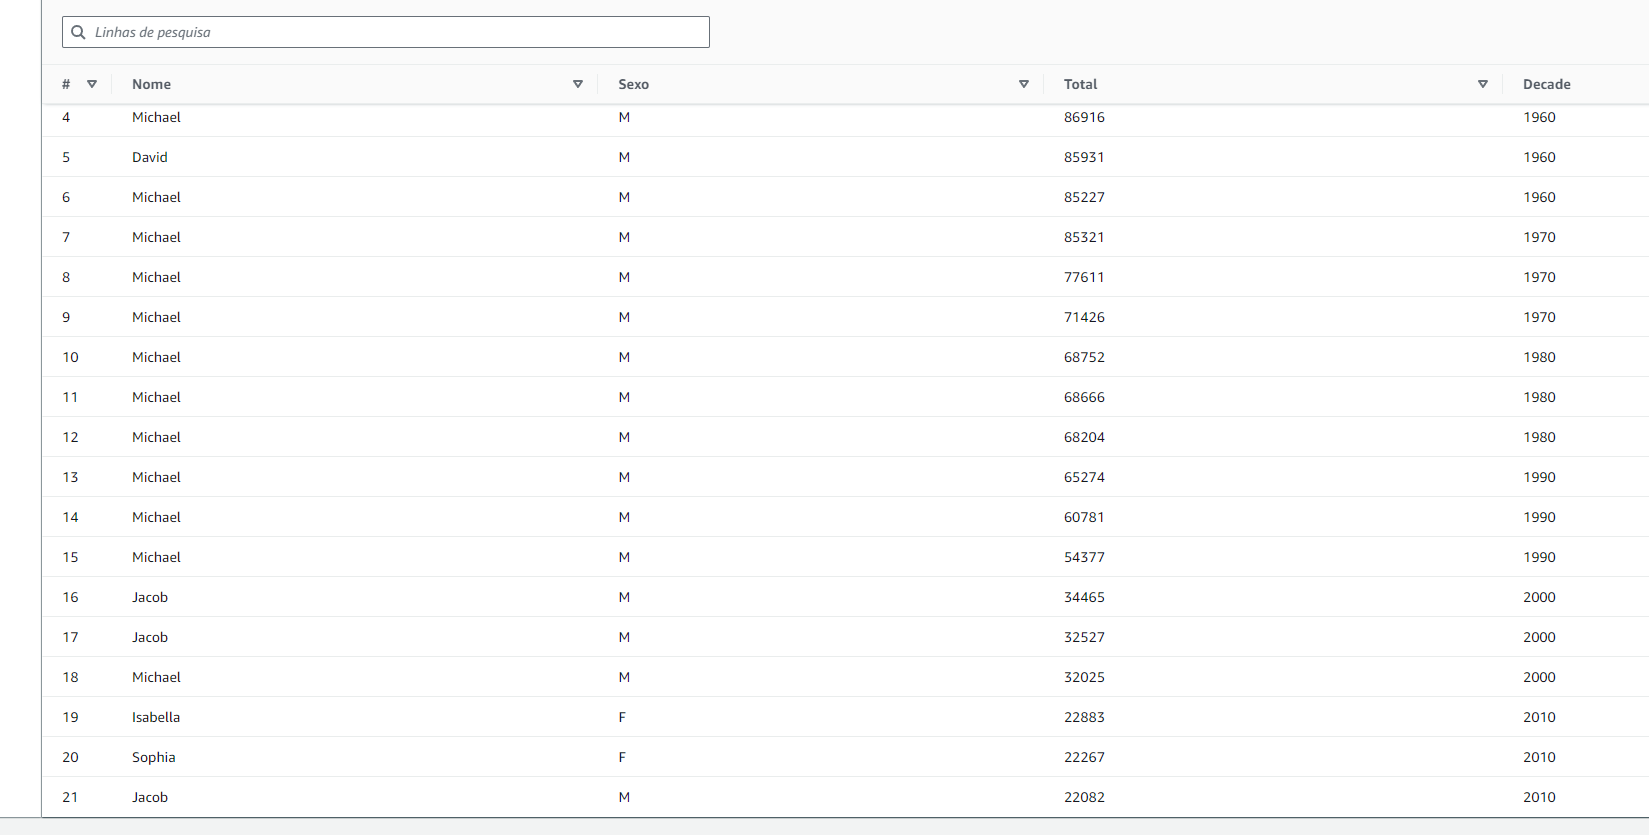 Linhas de pesquisa
# Nome Sexo Total Decade
4 Michael M 86916 1960
5 David M 85931 1960
6 Michael M 85227 1960
7 Michael M 85321 1970
8 Michael M 77611 1970
9 Michael M 71426 1970
10 Michael M 68752 1980
11 Michael M 68666 1980
12 Michael M 68204 1980
13 Michael M 65274 1990
14 Michael M 60781 1990
15 Michael M 54377 1990
16 Jacob M 34465 2000
17 Jacob M 32527 2000
18 Michael M 32025 2000
19 Isabella F 22883 2010
20 Sophia F 22267 2010
21 Jacob M 22082 2010